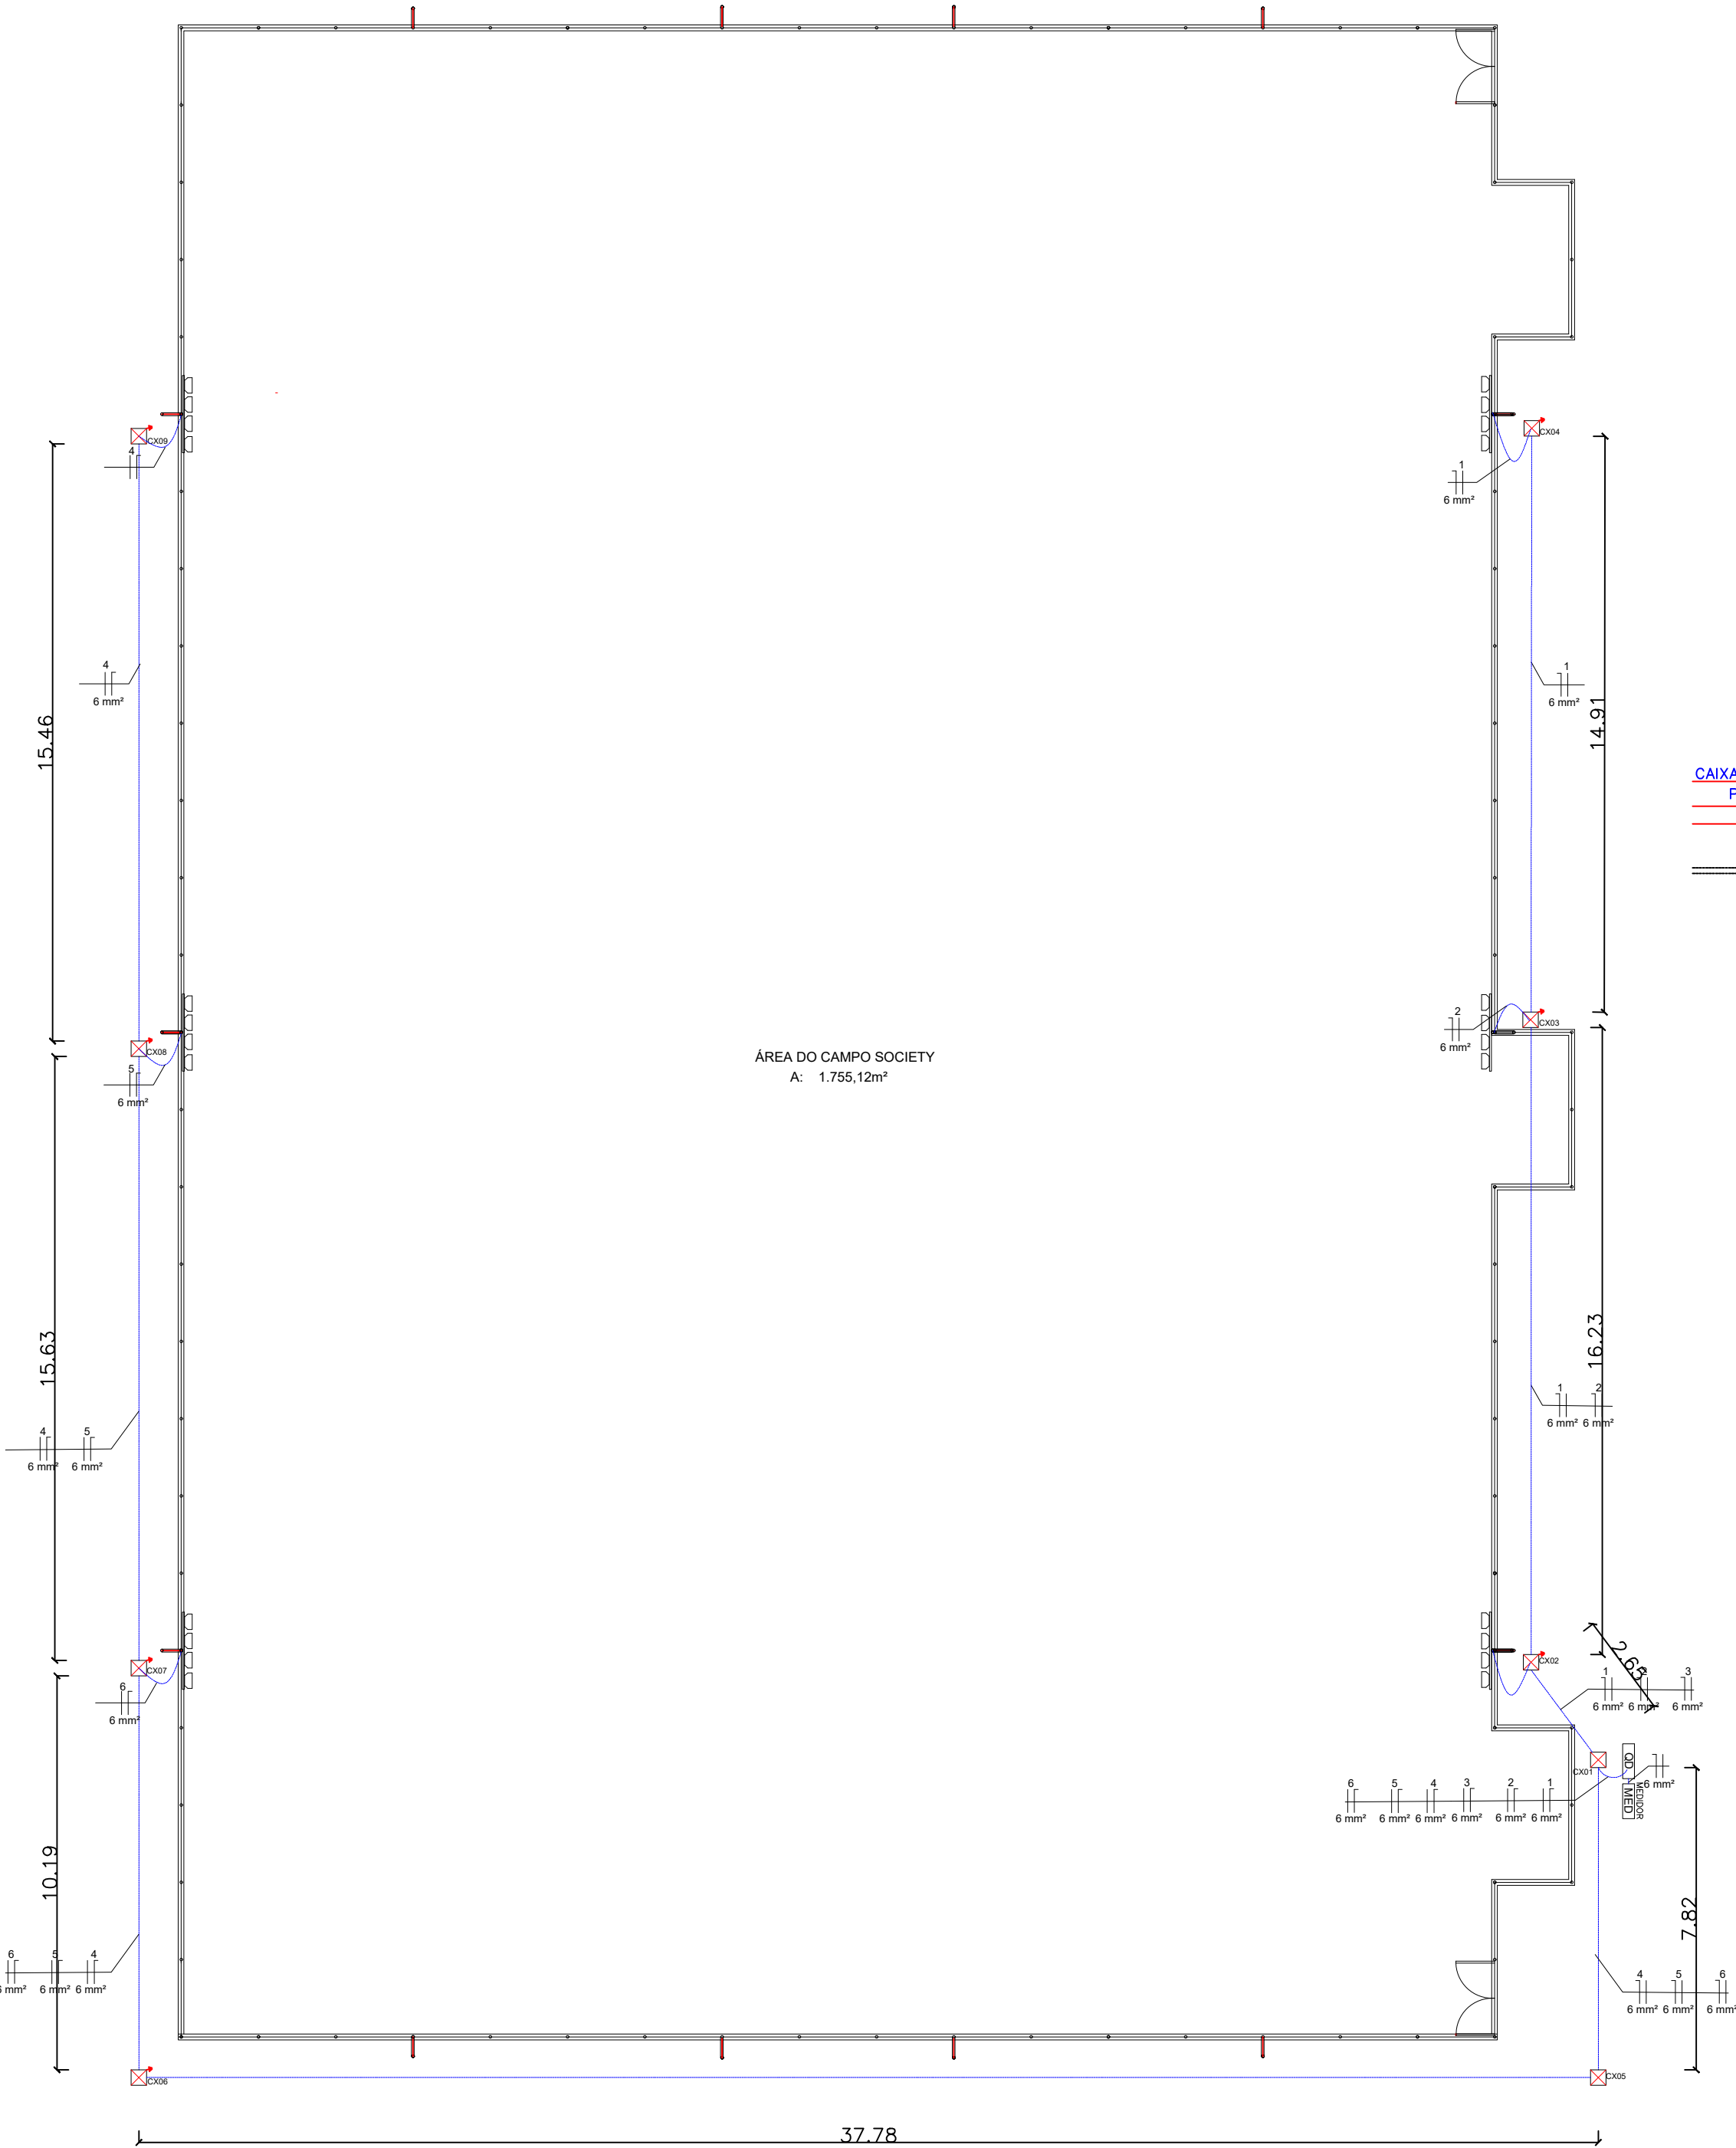 CX09
4
CX04
1
6 mm²
4
6 mm²
1
6 mm²
15.46
14.91
CAIXA
P
2
6 mm²
CX03
CX08
5
6 mm²
ÁREA DO CAMPO SOCIETY
A: 1.755,12m²
15.63
16.23
1 2
6 mm² 6 mm²
4 5
6 mm² 6 mm²
CX07
6
6 mm²
CX02
2.65
1 2 3
6 mm² 6 mm² 6 mm²
CX01
QD
MED
MEDIDOR
6 mm²
6 5 4 3 2 1
6 mm² 6 mm² 6 mm² 6 mm² 6 mm² 6 mm²
10.19
7.82
6 5 4
6 mm² 6 mm² 6 mm²
4 5 6
6 mm² 6 mm² 6 mm²
CX06
CX05
37.78